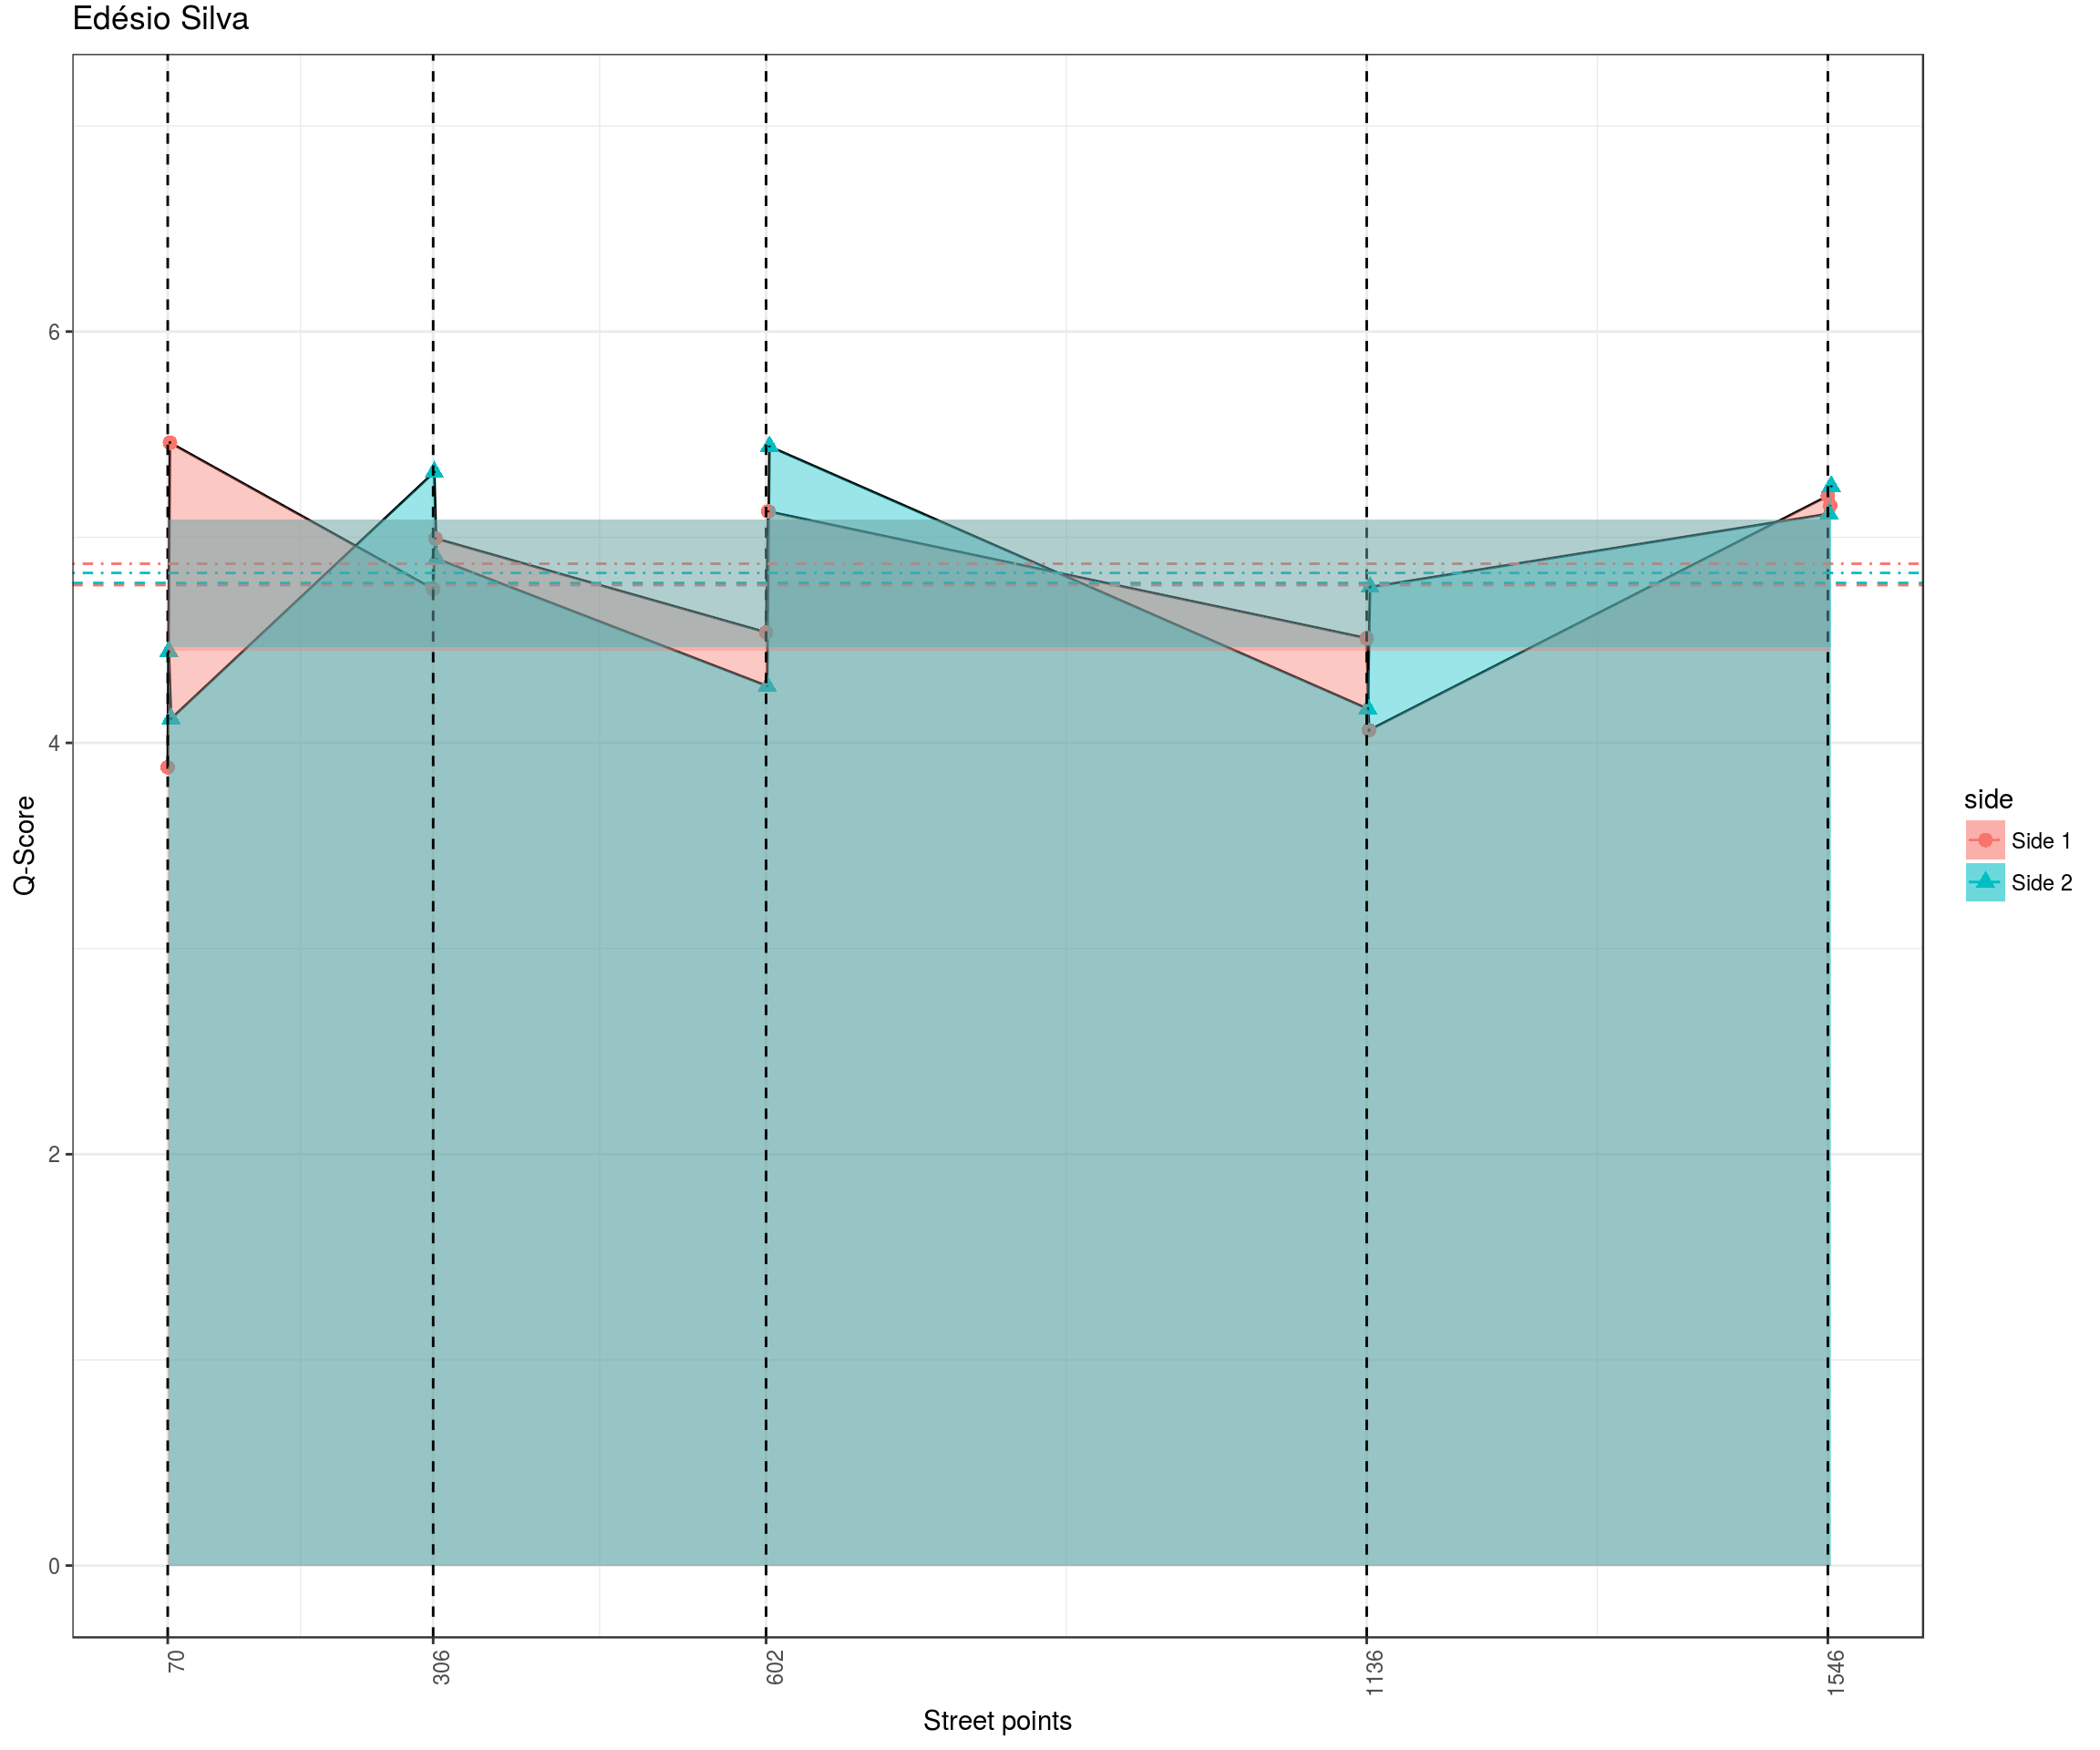 Edésio Silva
6
4
2
0
Q-Score
70
306
602
1136
1546
Street points
side
Side 1
Side 2